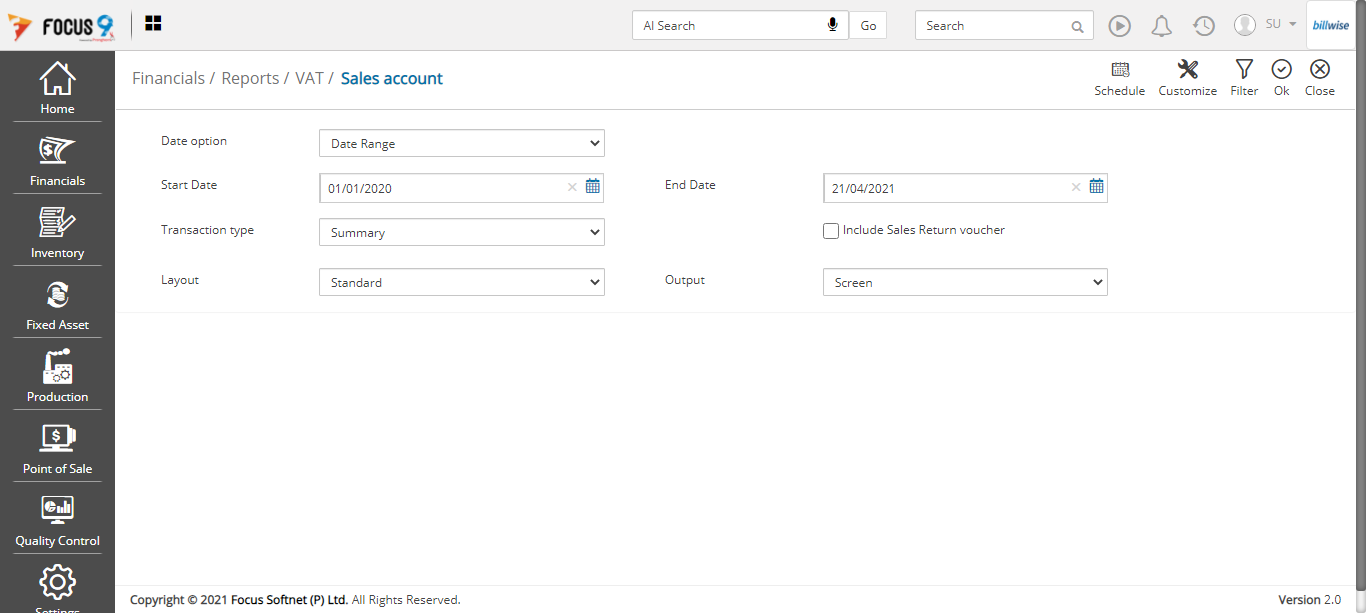 FOCUS 9
AI Search
Go
Search
SU
billwise
Home
Financials
Inventory
Fixed Asset
Production
Point of Sale
Quality Control
Settings
Financials / Reports / VAT / Sales account
Schedule
Customize
Filter
Ok
Close
Date option
Date Range
Start Date
01/01/2020
End Date
21/04/2021
Transaction type
Summary
Include Sales Return voucher
Layout
Standard
Output
Screen
Copyright © 2021 Focus Softnet (P) Ltd. All Rights Reserved.
Version 2.0